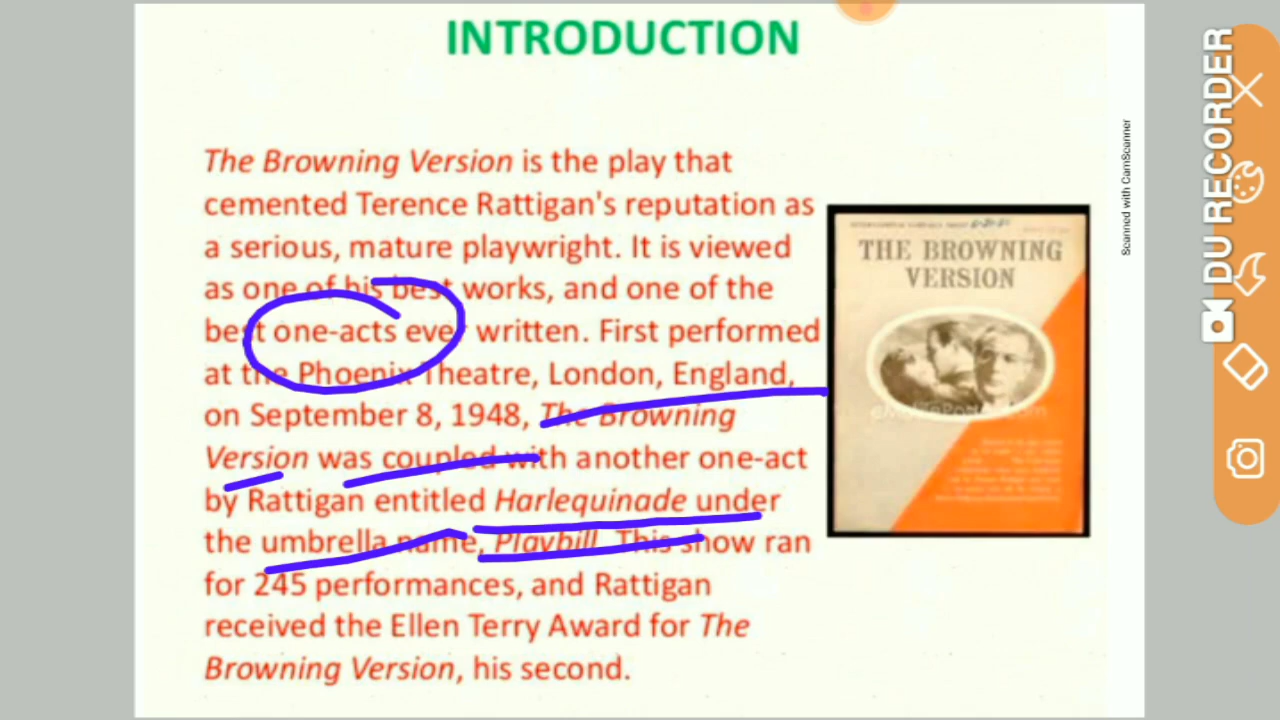 INTRODUCTION
The Browning Version is the play that
cemented Terence Rattigan's reputation as
a serious, mature playwright. It is viewed
as one of his best works, and one of the
best one-acts ever written. First performed
at the Phoenix Theatre, London, England,
on September 8, 1948, The Browning
Version was coupled with another one-act
by Rattigan entitled Harlequinade under
the umbrella name, Playbill. This show ran
for 245 performances, and Rattigan
received the Ellen Terry Award for The
Browning Version, his second.
THE BROWNING
VERSION
Scanned with CamScanner
DU RECORDER